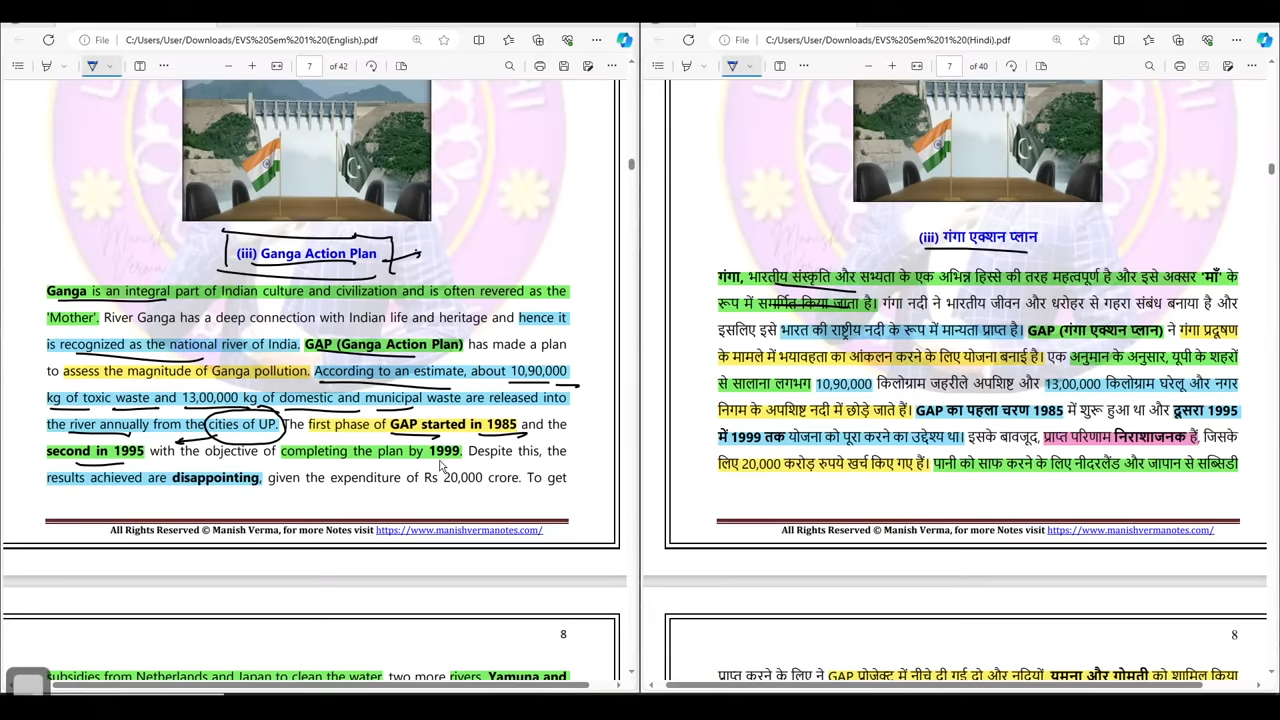 File C:/Users/User/Downloads/EVS%20Sem%201%20(English).pdf
7 of 42
(iii) Ganga Action Plan
Ganga is an integral part of Indian culture and civilization and is often revered as the
'Mother'. River Ganga has a deep connection with Indian life and heritage and hence it
is recognized as the national river of India. GAP (Ganga Action Plan) has made a plan
to assess the magnitude of Ganga pollution. According to an estimate, about 10,90,000
kg of toxic waste and 13,00,000 kg of domestic and municipal waste are released into
the river annually from the cities of UP. The first phase of GAP started in 1985 and the
second in 1995 with the objective of completing the plan by 1999. Despite this, the
results achieved are disappointing, given the expenditure of Rs 20,000 crore. To get
All Rights Reserved © Manish Verma, for more Notes visit https://www.manishvermanotes.com/
8
subsidies from Netherlands and Japan to clean the water, two more rivers, Yamuna and
File C:/Users/User/Downloads/EVS%20Sem%201%20(Hindi).pdf
7 of 40
(iii) गंगा एक्शन प्लान
गंगा, भारतीय संस्कृति और सभ्यता के एक अभिन्न हिस्से की तरह महत्वपूर्ण है और इसे अक्सर 'माँ' के
रूप में समर्पित किया जाता है। गंगा नदी ने भारतीय जीवन और धरोहर से गहरा संबंध बनाया है और
इसलिए इसे भारत की राष्ट्रीय नदी के रूप में मान्यता प्राप्त है। GAP (गंगा एक्शन प्लान) ने गंगा प्रदूषण
के मामले में भयावहता का आंकलन करने के लिए योजना बनाई है। एक अनुमान के अनुसार, यूपी के शहरों
से सालाना लगभग 10,90,000 किलोग्राम जहरीले अपशिष्ट और 13,00,000 किलोग्राम घरेलू और नगर
निगम के अपशिष्ट नदी में छोड़े जाते हैं। GAP का पहला चरण 1985 में शुरू हुआ था और दूसरा 1995
में 1999 तक योजना को पूरा करने का उद्देश्य था। इसके बावजूद, प्राप्त परिणाम निराशाजनक हैं, जिसके
लिए 20,000 करोड़ रुपये खर्च किए गए हैं। पानी को साफ करने के लिए नीदरलैंड और जापान से सब्सिडी
All Rights Reserved © Manish Verma, for more Notes visit https://www.manishvermanotes.com/
8
प्राप्त करने के लिए ने GAP प्रोजेक्ट में नीचे दी गई दो और नदियों, यमुना और गोमती को शामिल किया